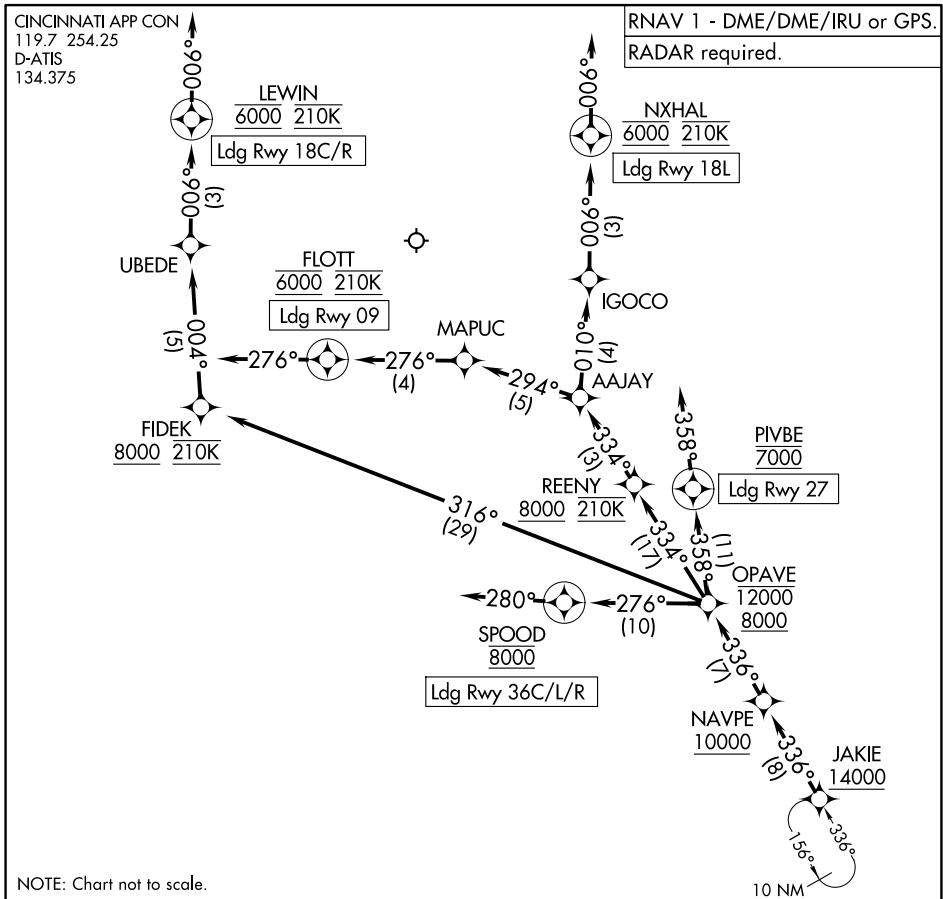 CINCINNATI APP CON
119.7 254.25
D-ATIS
134.375
RNAV 1 - DME/DME/IRU or GPS.
RADAR required.
006°
LEWIN
6000 210K
Ldg Rwy 18C/R
006°
(3)
UBEDE
004°
(5)
FIDEK
8000 210K
006°
NXHAL
6000 210K
Ldg Rwy 18L
006°
(3)
IGOCO
010°
(4)
AAJAY
FLOTT
6000 210K
Ldg Rwy 09
276°
276°
(4)
MAPUC
294°
(5)
334°
(3)
REENY
8000 210K
334°
(17)
358°
PIVBE
7000
Ldg Rwy 27
358°
(11)
316°
(29)
OPAVE
12000
8000
280°
276°
(10)
SPOOD
8000
Ldg Rwy 36C/L/R
336°
(7)
NAVPE
10000
336°
(8)
JAKIE
14000
336°
156°
10 NM
NOTE: Chart not to scale.